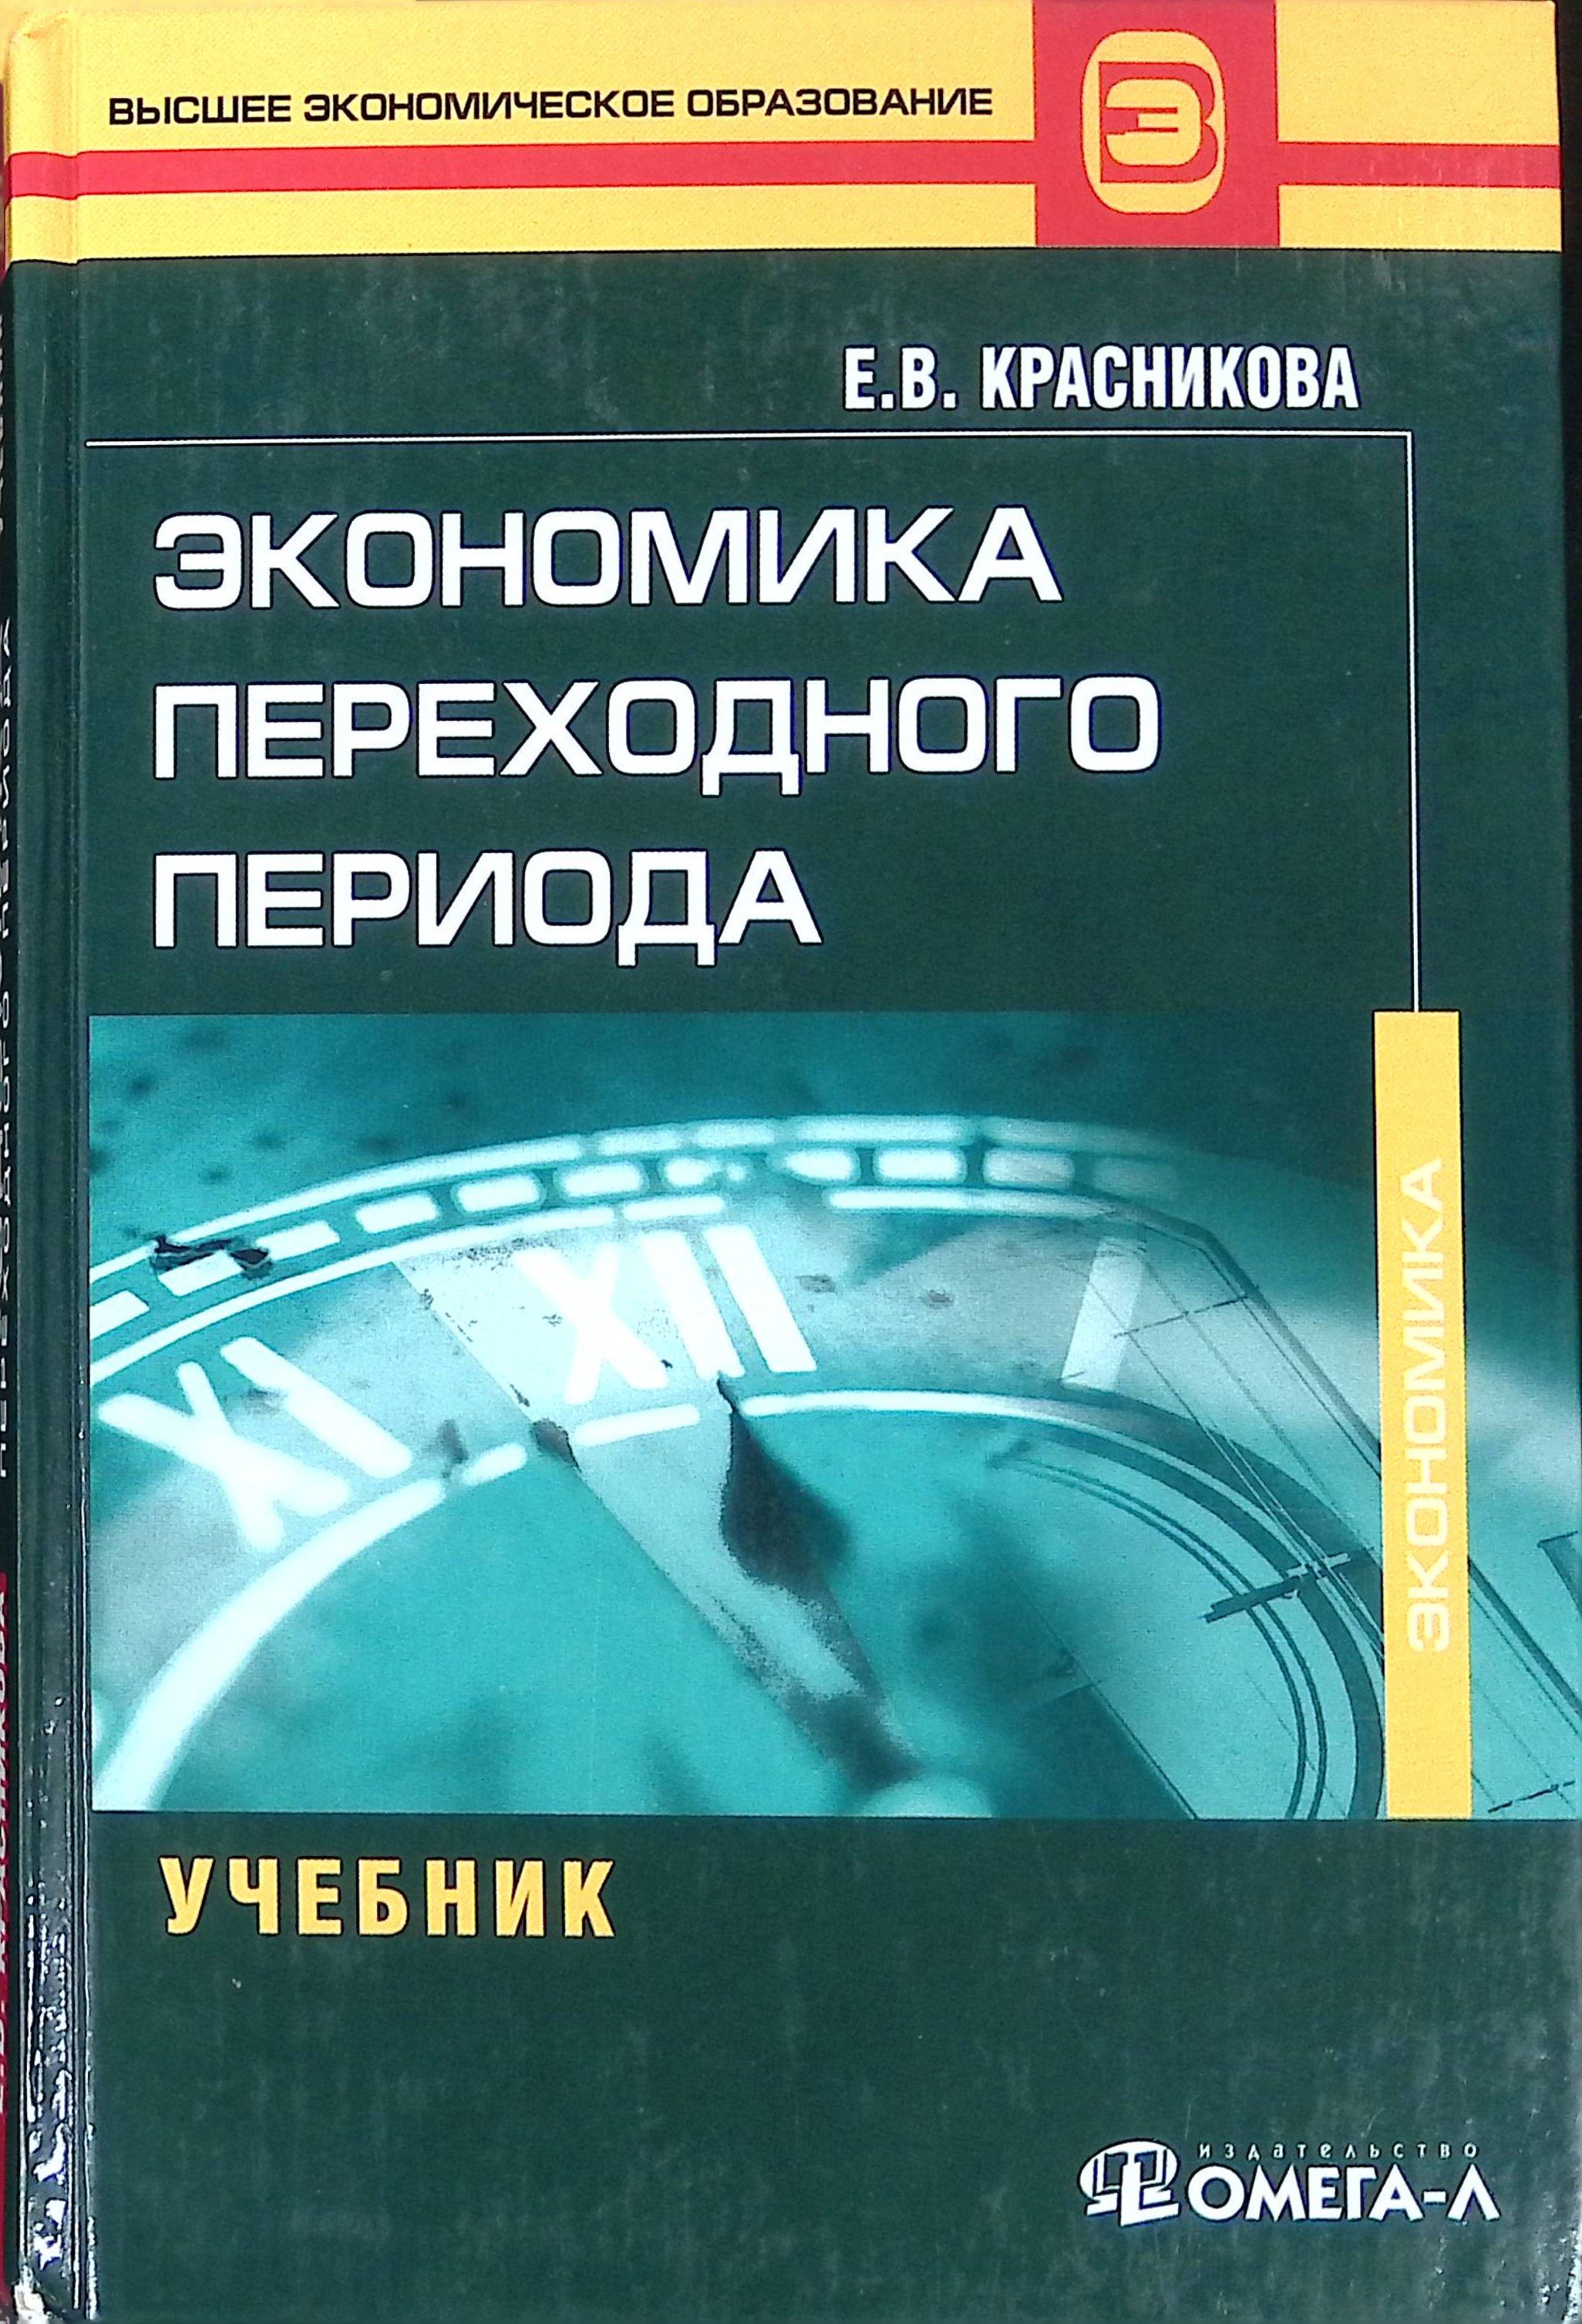 ВЫСШЕЕ ЭКОНОМИЧЕСКОЕ ОБРАЗОВАНИЕ
Е.В. КРАСНИКОВА
ЭКОНОМИКА
ПЕРЕХОДНОГО
ПЕРИОДА
XI XII I
ЭКОНОМИКА
УЧЕБНИК
ИЗДАТЕЛЬСТВО
ОМЕГА-Л